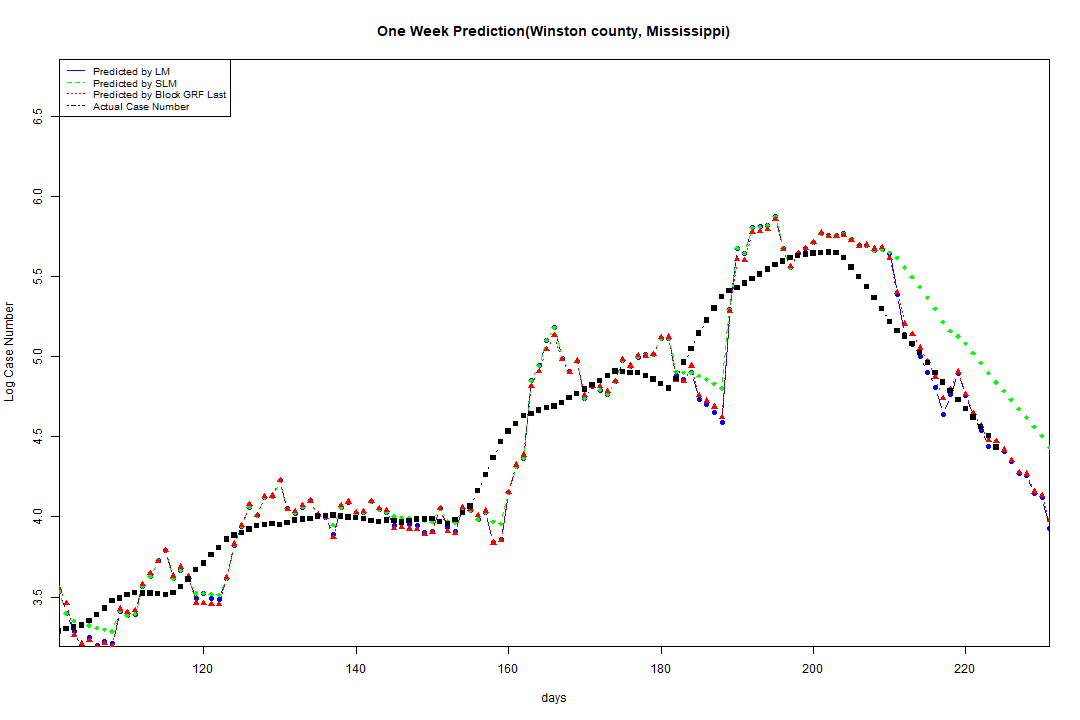 One Week Prediction(Winston county, Mississippi)
Predicted by LM
Predicted by SLM
Predicted by Block GRF Last
Actual Case Number
Log Case Number
6.5
6.0
5.5
5.0
4.5
4.0
3.5
120 140 160 180 200 220
days